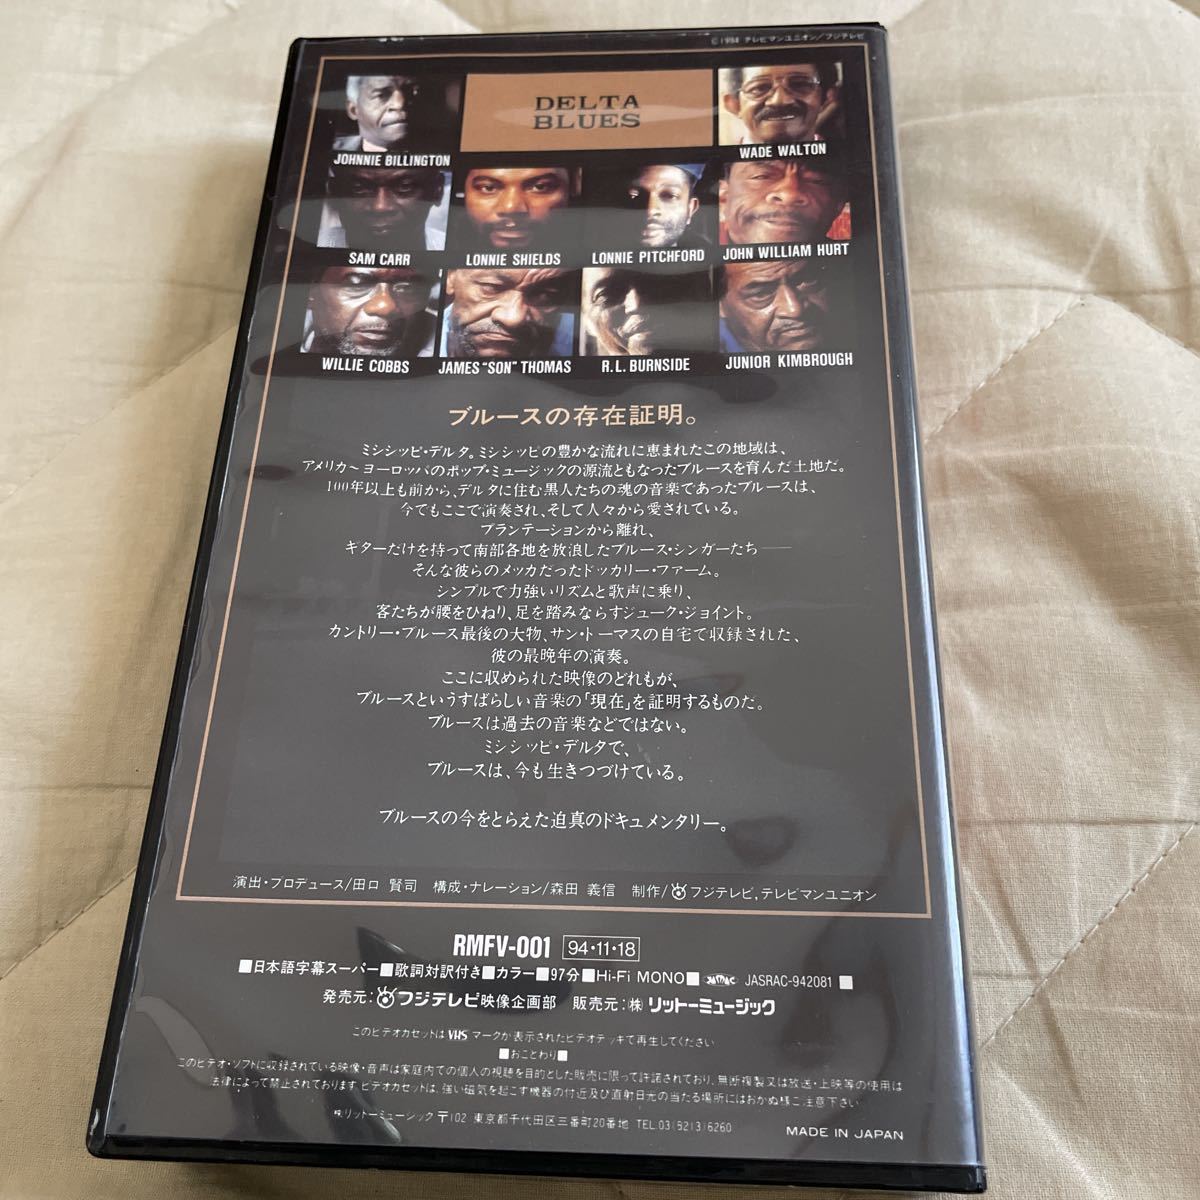 ©1994 テレビマンユニオン/フジテレビ
DELTA
BLUES
JOHNNIE BILLINGTON
WADE WALTON
SAM CARR
LONNIE SHIELDS
LONNIE PITCHFORD
JOHN WILLIAM HURT
WILLIE COBBS
JAMES "SON" THOMAS
R.L. BURNSIDE
JUNIOR KIMBROUGH
ブルースの存在証明。
ミシシッピ・デルタ。ミシシッピの豊かな流れに恵まれたこの地域は、
アメリカ〜ヨーロッパのポップ・ミュージックの源流ともなったブルースを育んだ土地だ。
100年以上も前から、デルタに住む黒人たちの魂の音楽であったブルースは、
今でもここで演奏され、そして人々から愛されている。
プランテーションから離れ、
ギターだけを持って南部各地を放浪したブルース・シンガーたち——
そんな彼らのメッカだったドッカリー・ファーム。
シンプルで力強いリズムと歌声に乗り、
客たちが腰をひねり、足を踏みならすジューク・ジョイント。
カントリー・ブルース最後の大物、サン・トーマスの自宅で収録された、
彼の最晩年の演奏。
ここに収められた映像のどれもが、
ブルースというすばらしい音楽の「現在」を証明するものだ。
ブルースは過去の音楽などではない。
ミシシッピ・デルタで、
ブルースは、今も生きつづけている。
ブルースの今をとらえた迫真のドキュメンタリー。
演出・プロデュース/田口 賢司 構成・ナレーション/森田 義信 制作/フジテレビ, テレビマンユニオン
RMFV-001 94・11・18
■日本語字幕スーパー■歌詞対訳付き■カラー■97分■Hi-Fi MONO■ JASRAC-942081 ■
発売元:フジテレビ映像企画部 販売元:㈱リットーミュージック
このビデオカセットは VHS マークか表示されたビデオデッキて再生してください
■おことわり■
このビデオ・ソフトに収録されている映像・音声は家庭内での個人の視聴を目的とした販売に限って許諾されており、無断複製又は放送・上映等の使用は
法律によって禁止されております ビデオカセットは、強い磁気を起こす機器の付近及び直射日光の当たる場所にはおかぬ様ご注意下さい
㈱リットーミュージック 〒102 東京都千代田区三番町20番地 TEL.03(5213)6260
MADE IN JAPAN